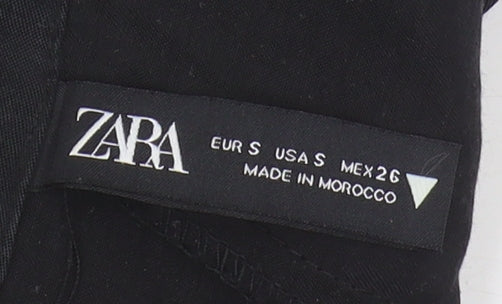 ZARA
EUR S USA S MEX 26
MADE IN MOROCCO